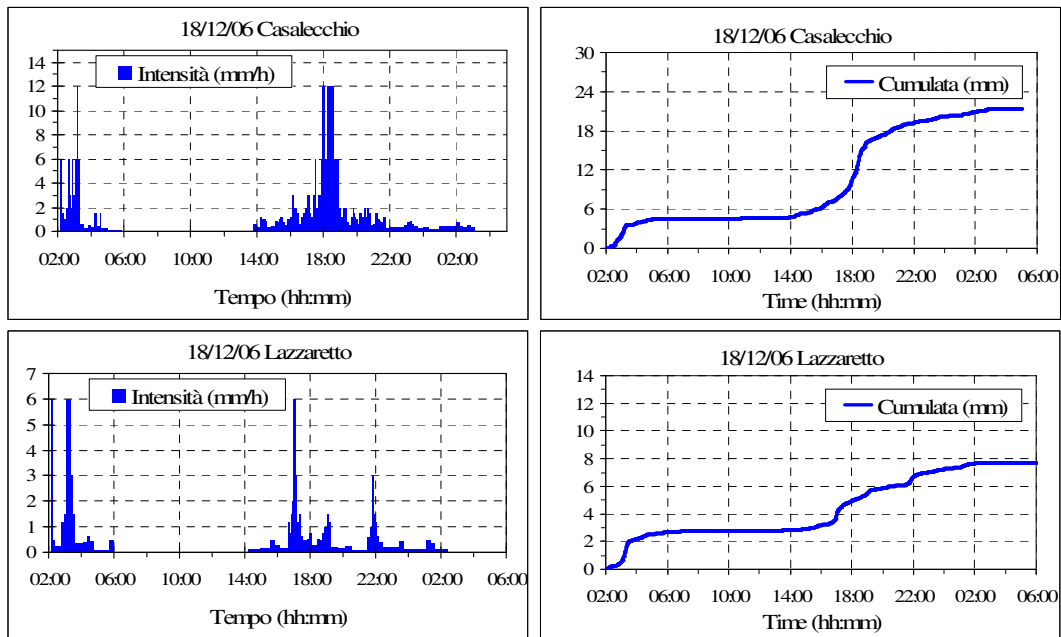 18/12/06 Casalecchio
14
12
10
8
6
4
2
0
Intensità (mm/h)
02:00 06:00 10:00 14:00 18:00 22:00 02:00
Tempo (hh:mm)
18/12/06 Casalecchio
30
24
18
12
6
0
Cumulata (mm)
02:00 06:00 10:00 14:00 18:00 22:00 02:00 06:00
Time (hh:mm)
18/12/06 Lazzaretto
7
6
5
4
3
2
1
0
Intensità (mm/h)
02:00 06:00 10:00 14:00 18:00 22:00 02:00 06:00
Tempo (hh:mm)
18/12/06 Lazzaretto
14
12
10
8
6
4
2
0
Cumulata (mm)
02:00 06:00 10:00 14:00 18:00 22:00 02:00 06:00
Time (hh:mm)